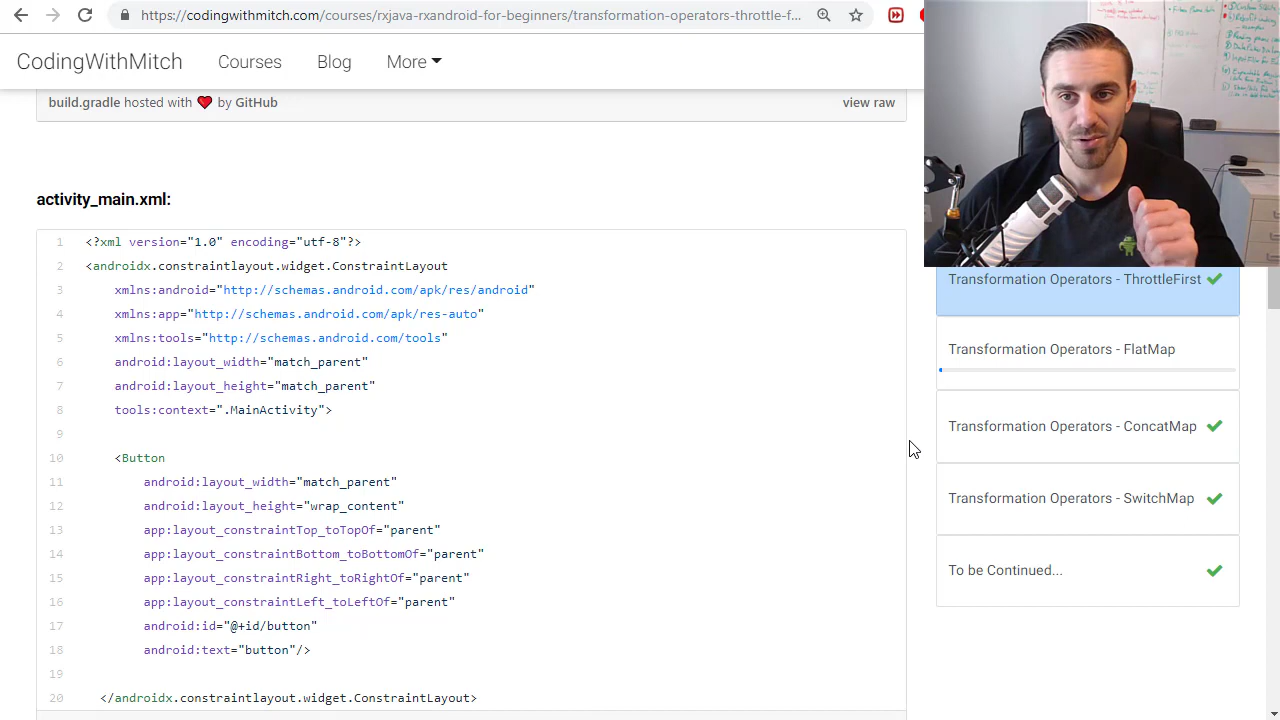 https://codingwithmitch.com/courses/rxjava-rxandroid-for-beginners/transformation-operators-throttle-f...
CodingWithMitch
Courses
Blog
More
build.gradle hosted with ❤ by GitHub
view raw
activity_main.xml:
1 <?xml version="1.0" encoding="utf-8"?>
2 <androidx.constraintlayout.widget.ConstraintLayout
3 xmlns:android="http://schemas.android.com/apk/res/android"
4 xmlns:app="http://schemas.android.com/apk/res-auto"
5 xmlns:tools="http://schemas.android.com/tools"
6 android:layout_width="match_parent"
7 android:layout_height="match_parent"
8 tools:context=".MainActivity">
9
10 <Button
11 android:layout_width="match_parent"
12 android:layout_height="wrap_content"
13 app:layout_constraintTop_toTopOf="parent"
14 app:layout_constraintBottom_toBottomOf="parent"
15 app:layout_constraintRight_toRightOf="parent"
16 app:layout_constraintLeft_toLeftOf="parent"
17 android:id="@+id/button"
18 android:text="button"/>
19
20 </androidx.constraintlayout.widget.ConstraintLayout>
Transformation Operators - ThrottleFirst
Transformation Operators - FlatMap
Transformation Operators - ConcatMap
Transformation Operators - SwitchMap
To be Continued...